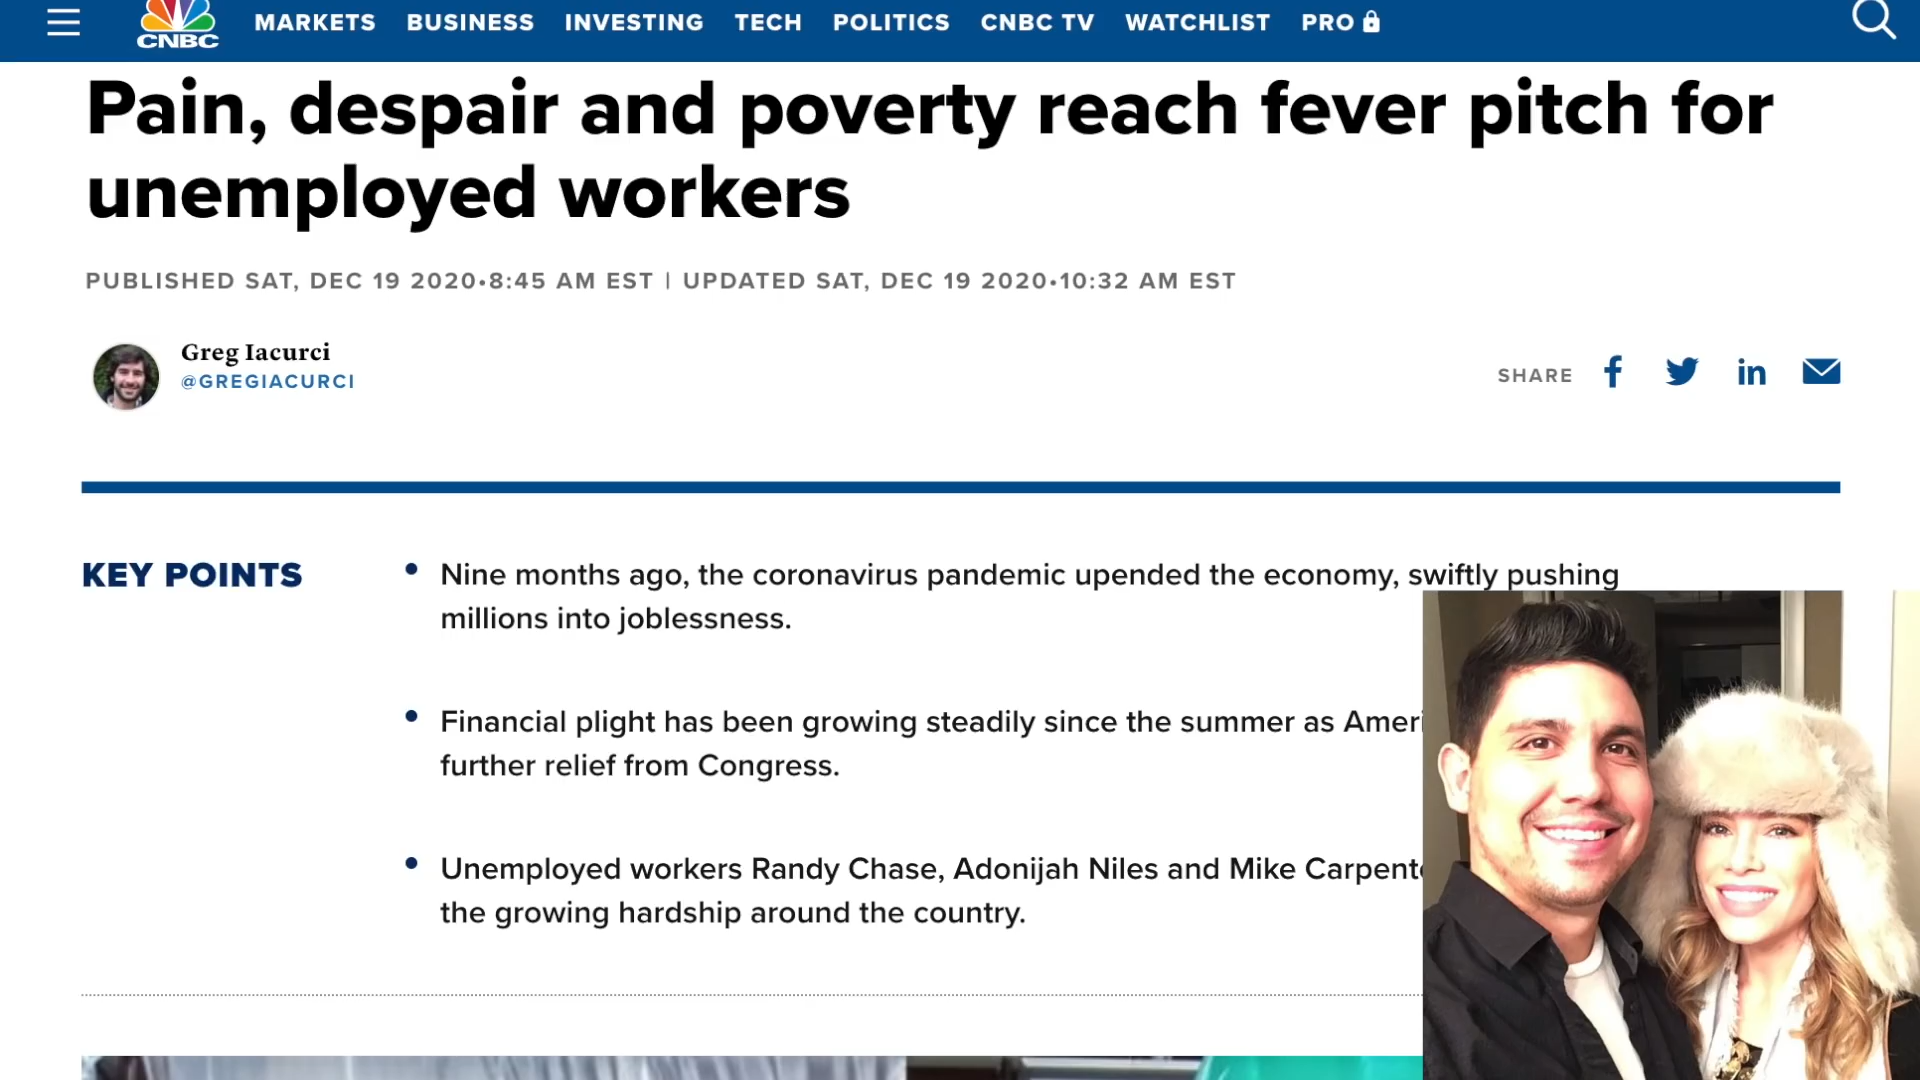 MARKETS BUSINESS INVESTING TECH POLITICS CNBC TV WATCHLIST PRO
CNBC
Pain, despair and poverty reach fever pitch for
unemployed workers
PUBLISHED SAT, DEC 19 2020•8:45 AM EST | UPDATED SAT, DEC 19 2020•10:32 AM EST
Greg Iacurci
@GREGIACURCI
SHARE
KEY POINTS
• Nine months ago, the coronavirus pandemic upended the economy, swiftly pushing
millions into joblessness.
• Financial plight has been growing steadily since the summer as
further relief from Congress.
• Unemployed workers Randy Chase, Adonijah Niles and Mike
the growing hardship around the country.